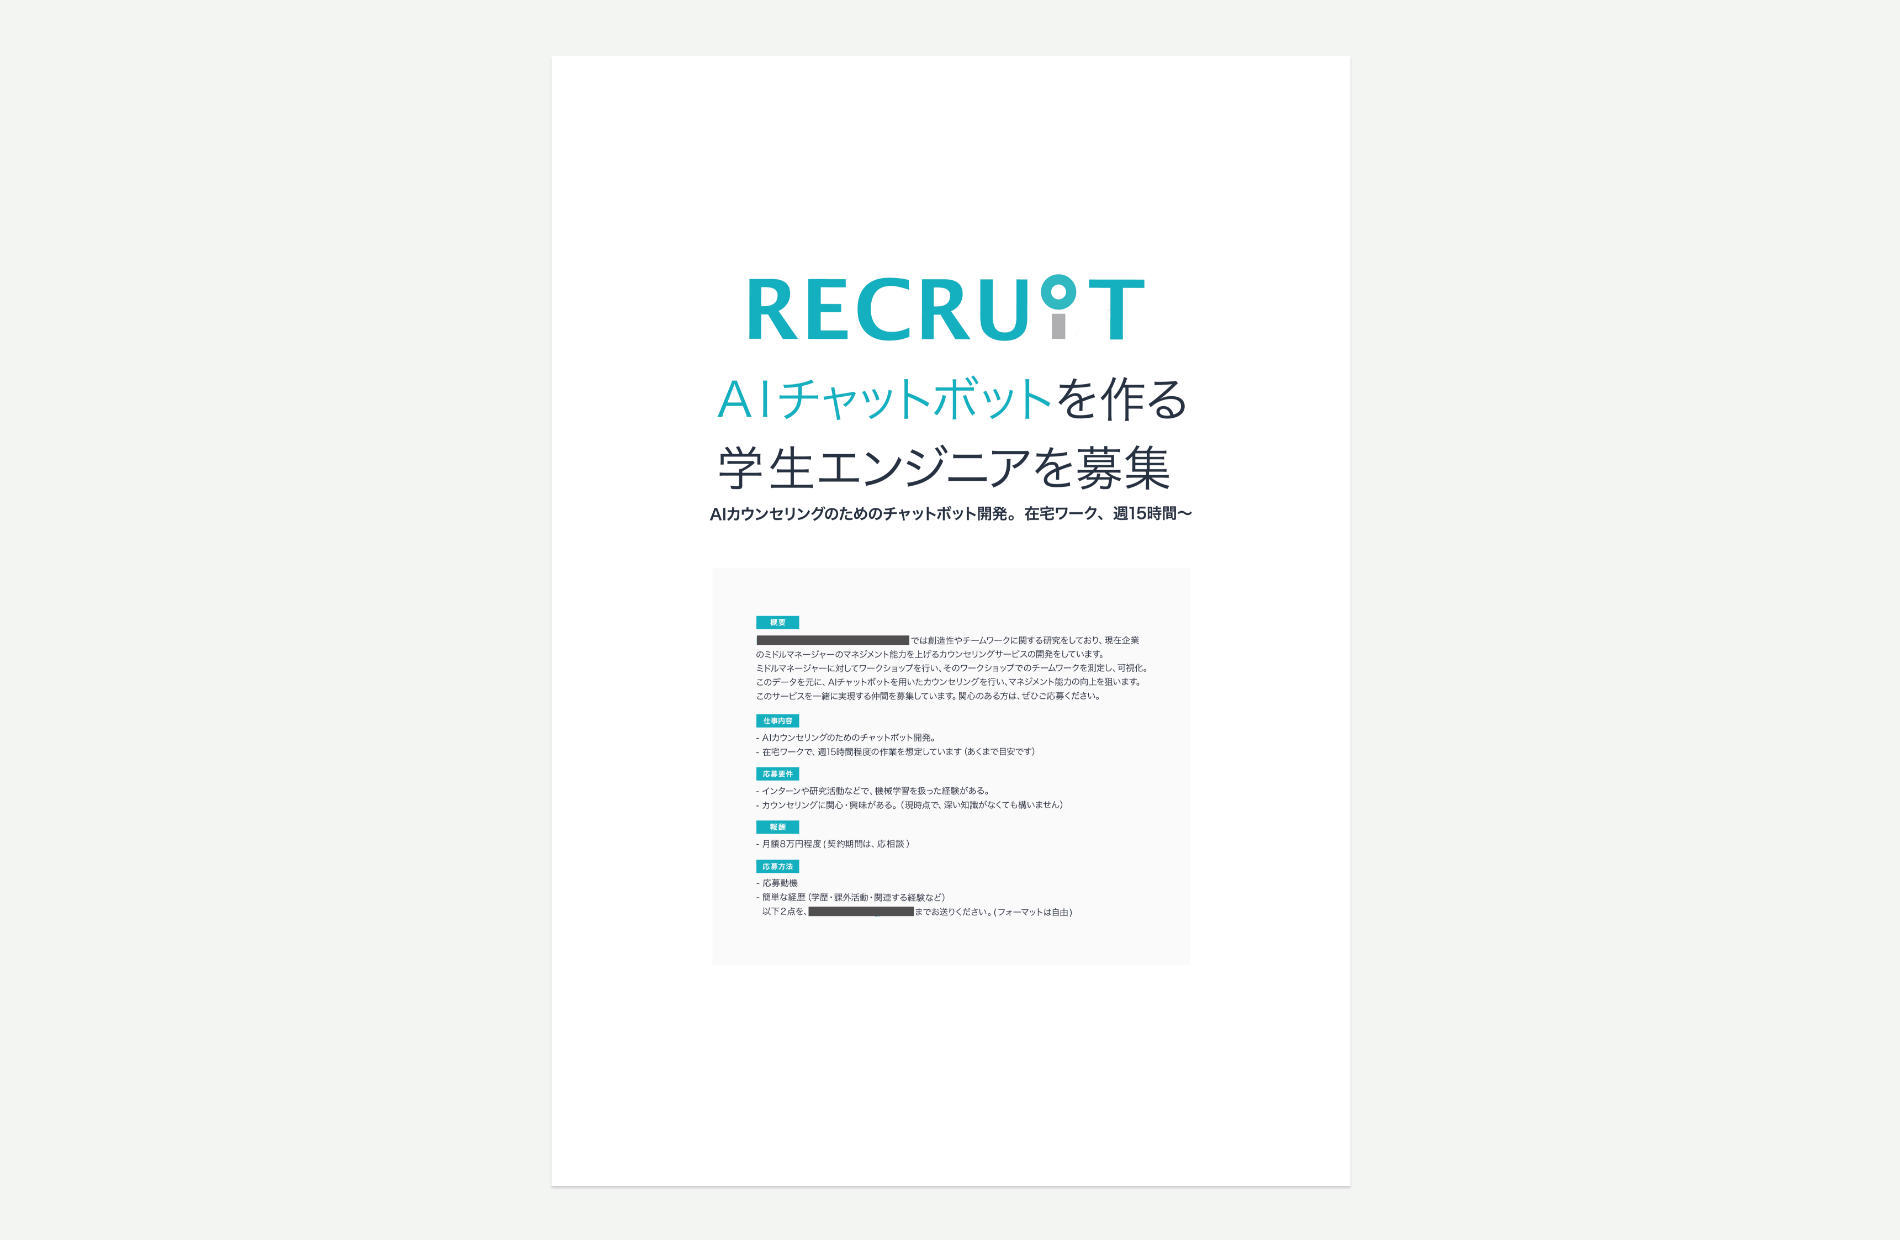 RECRUiT
AIチャットボットを作る
学生エンジニアを募集
AIカウンセリングのためのチャットボット開発。在宅ワーク、週15時間〜
概要
では創造性やチームワークに関する研究をしており、現在企業
のミドルマネージャーのマネジメント能力を上げるカウンセリングサービスの開発をしています。
ミドルマネージャーに対してワークショップを行い、そのワークショップでのチームワークを測定し、可視化。
このデータを元に、AIチャットボットを用いたカウンセリングを行い、マネジメント能力の向上を狙います。
このサービスを一緒に実現する仲間を募集しています。関心のある方は、ぜひご応募ください。
仕事内容
- AIカウンセリングのためのチャットボット開発。
- 在宅ワークで、週15時間程度の作業を想定しています（あくまで目安です）
応募要件
- インターンや研究活動などで、機械学習を扱った経験がある。
- カウンセリングに関心・興味がある。（現時点で、深い知識がなくても構いません）
報酬
- 月額8万円程度 ( 契約期間は、応相談 )
応募方法
- 応募動機
- 簡単な経歴（学歴・課外活動・関連する経験など）
以下２点を、 までお送りください。( フォーマットは自由 )